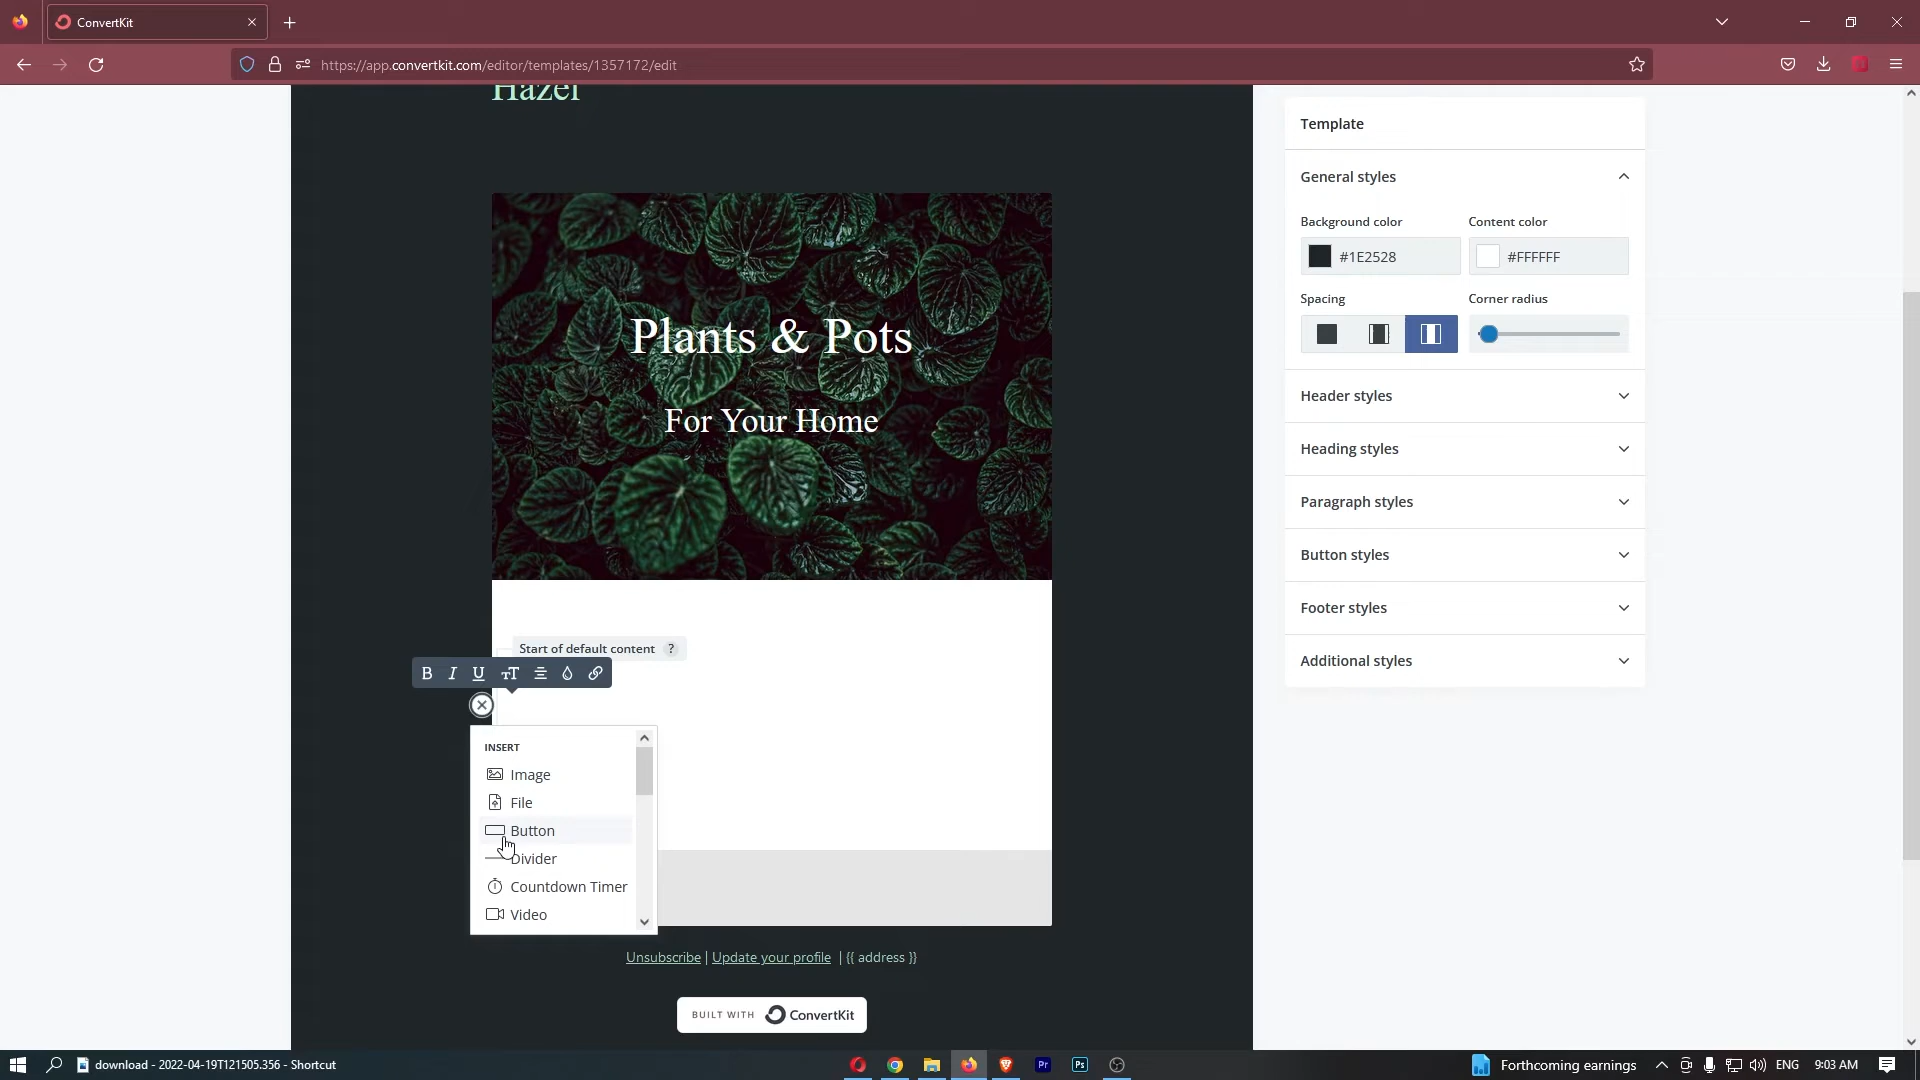 ConvertKit
https://app.convertkit.com/editor/templates/1357172/edit
Hazel
Plants & Pots
For Your Home
Start of default content ?
B I U TT
INSERT
Image
File
Button
Divider
Countdown Timer
Video
Unsubscribe | Update your profile | {{ address }}
BUILT WITH ConvertKit
Template
General styles
Background color Content color
#1E2528 #FFFFFF
Spacing Corner radius
Header styles
Heading styles
Paragraph styles
Button styles
Footer styles
Additional styles
download - 2022-04-19T121505.356 - Shortcut
Pr Ps
Forthcoming earnings ENG 9:03 AM